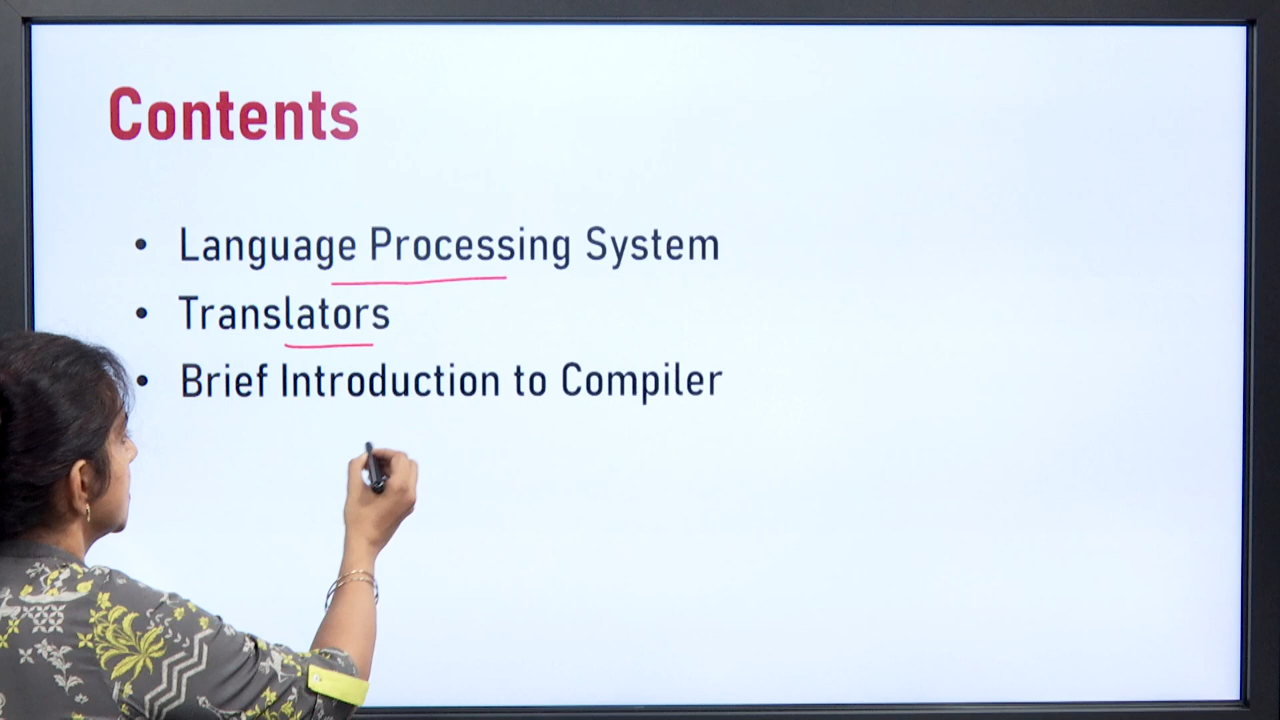 Contents
• Language Processing System
• Translators
• Brief Introduction to Compiler